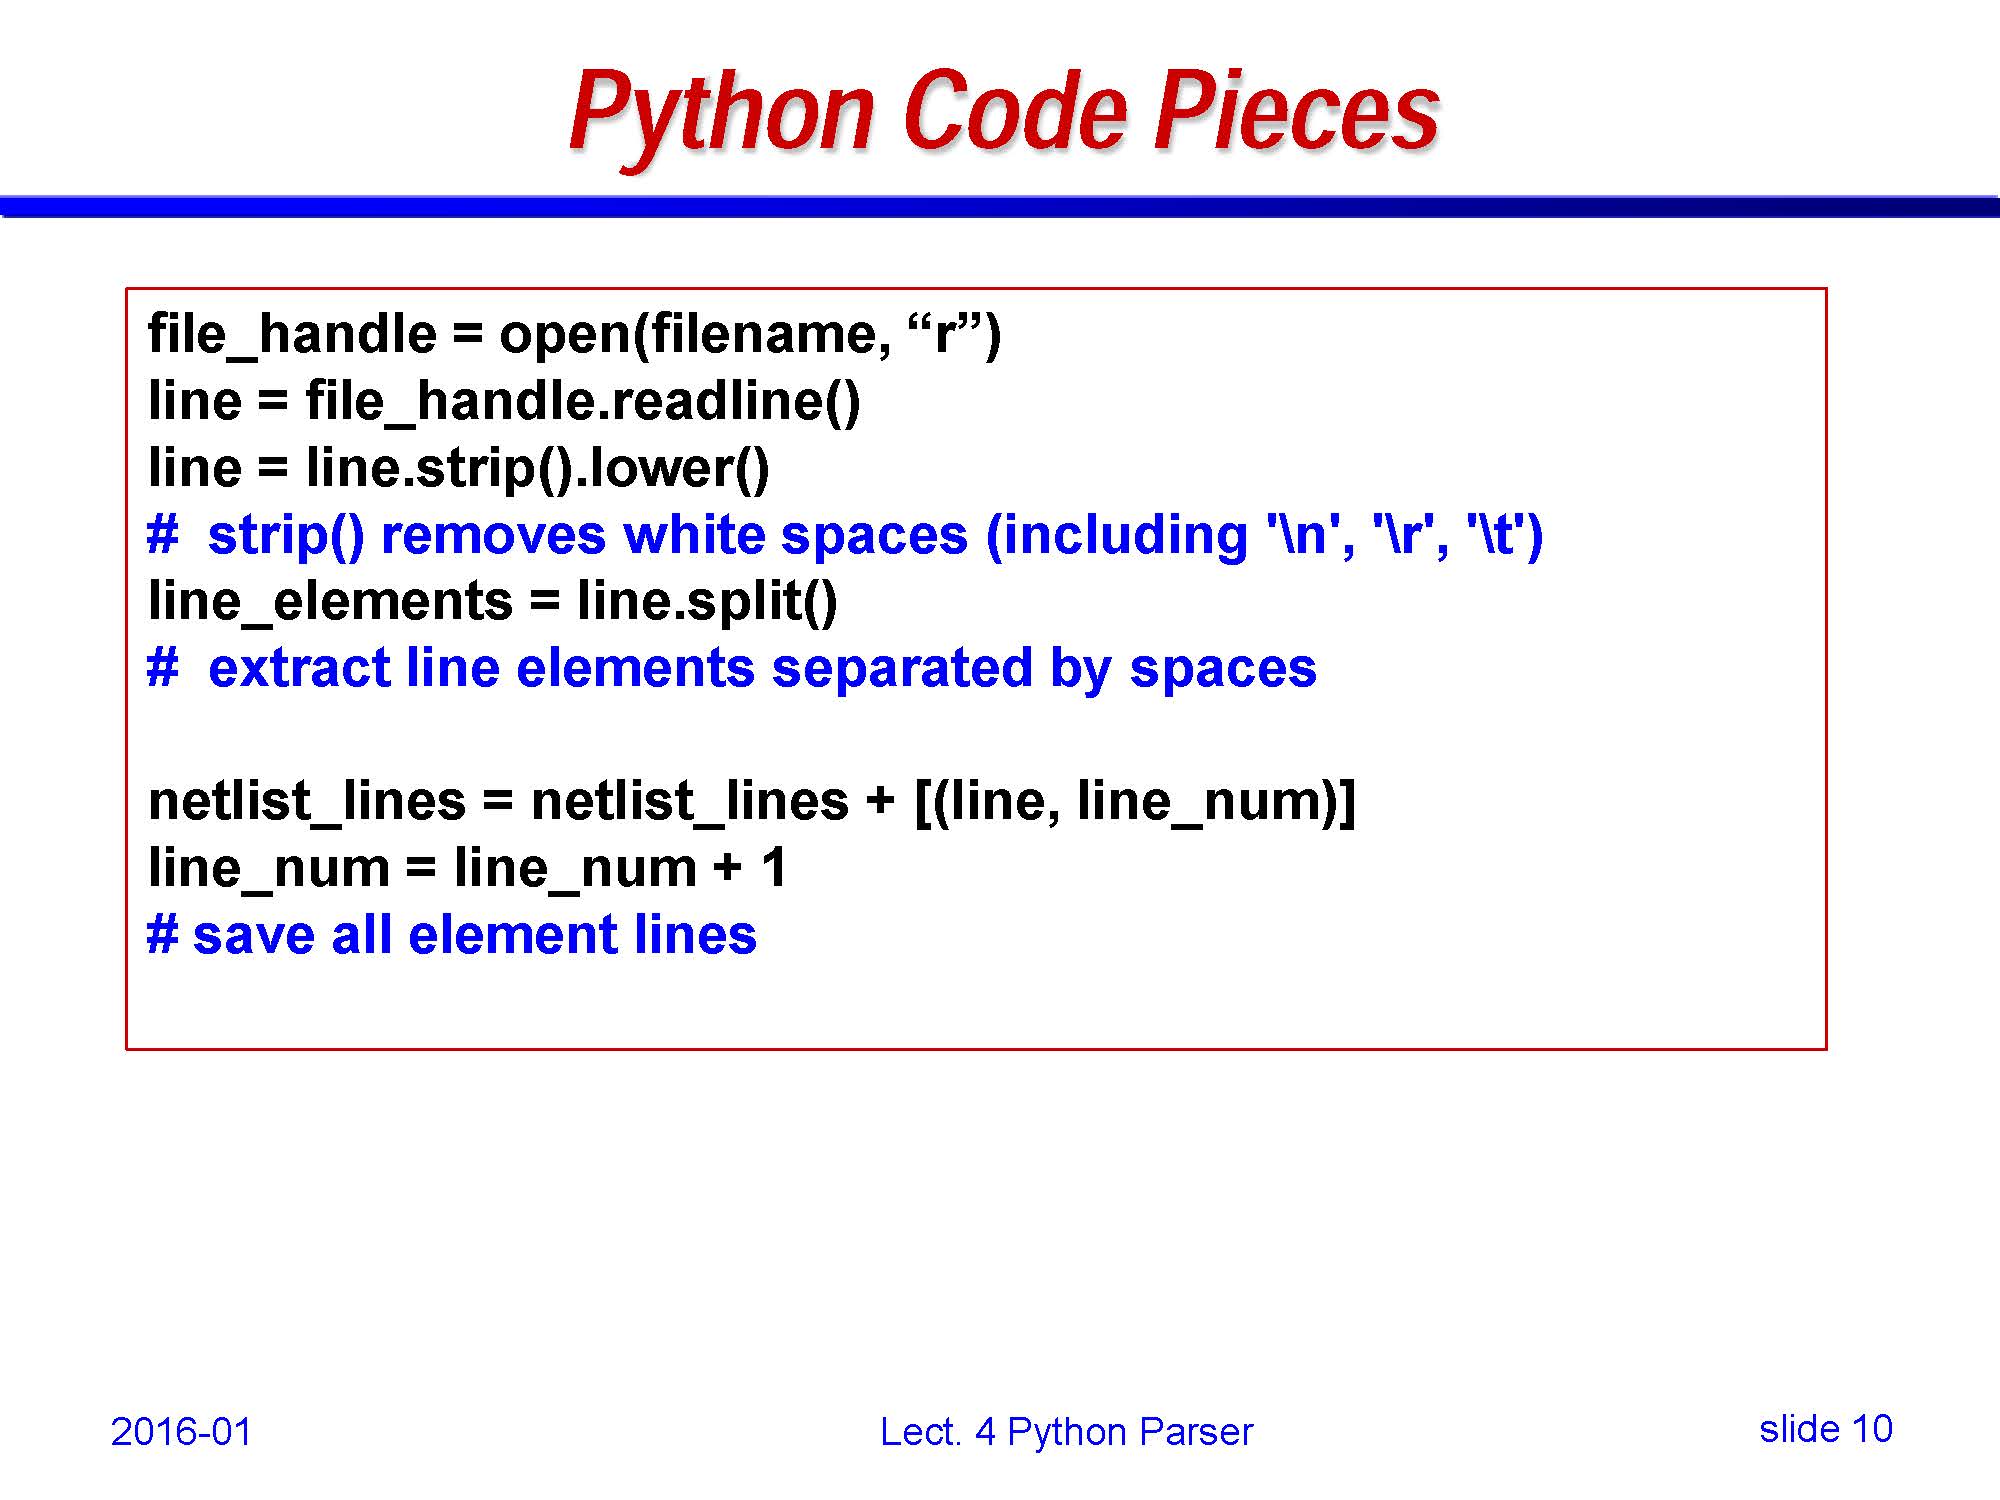 Python Code Pieces
file_handle = open(filename, “r”)
line = file_handle.readline()
line = line.strip().lower()
#  strip() removes white spaces (including '\n', '\r', '\t')
line_elements = line.split()
#  extract line elements separated by spaces
netlist_lines = netlist_lines + [(line, line_num)]
line_num = line_num + 1
# save all element lines
2016-01
Lect. 4 Python Parser
slide 10